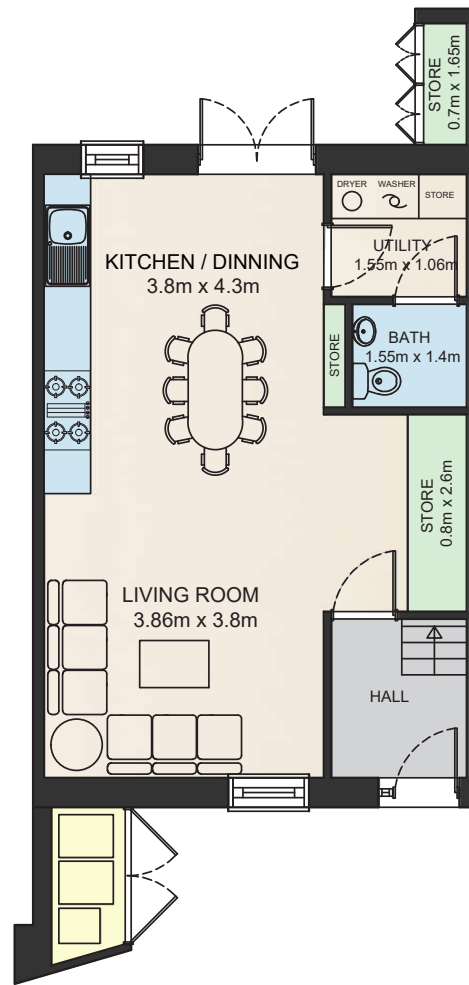 STORE
0.7m x 1.65m
DRYER WASHER
STORE
UTILITY
1.55m x 1.06m
KITCHEN / DINNING
3.8m x 4.3m
BATH
1.55m x 1.4m
STORE
STORE
0.8m x 2.6m
LIVING ROOM
3.86m x 3.8m
HALL